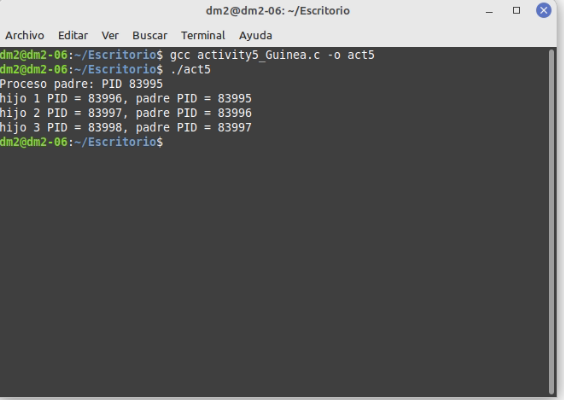 dm2@dm2-06: ~/Escritorio
Archivo Editar Ver Buscar Terminal Ayuda
dm2@dm2-06:~/Escritorio$ gcc activity5_Guinea.c -o act5
dm2@dm2-06:~/Escritorio$ ./act5
Proceso padre: PID 83995
hijo 1 PID = 83996, padre PID = 83995
hijo 2 PID = 83997, padre PID = 83996
hijo 3 PID = 83998, padre PID = 83997
dm2@dm2-06:~/Escritorio$